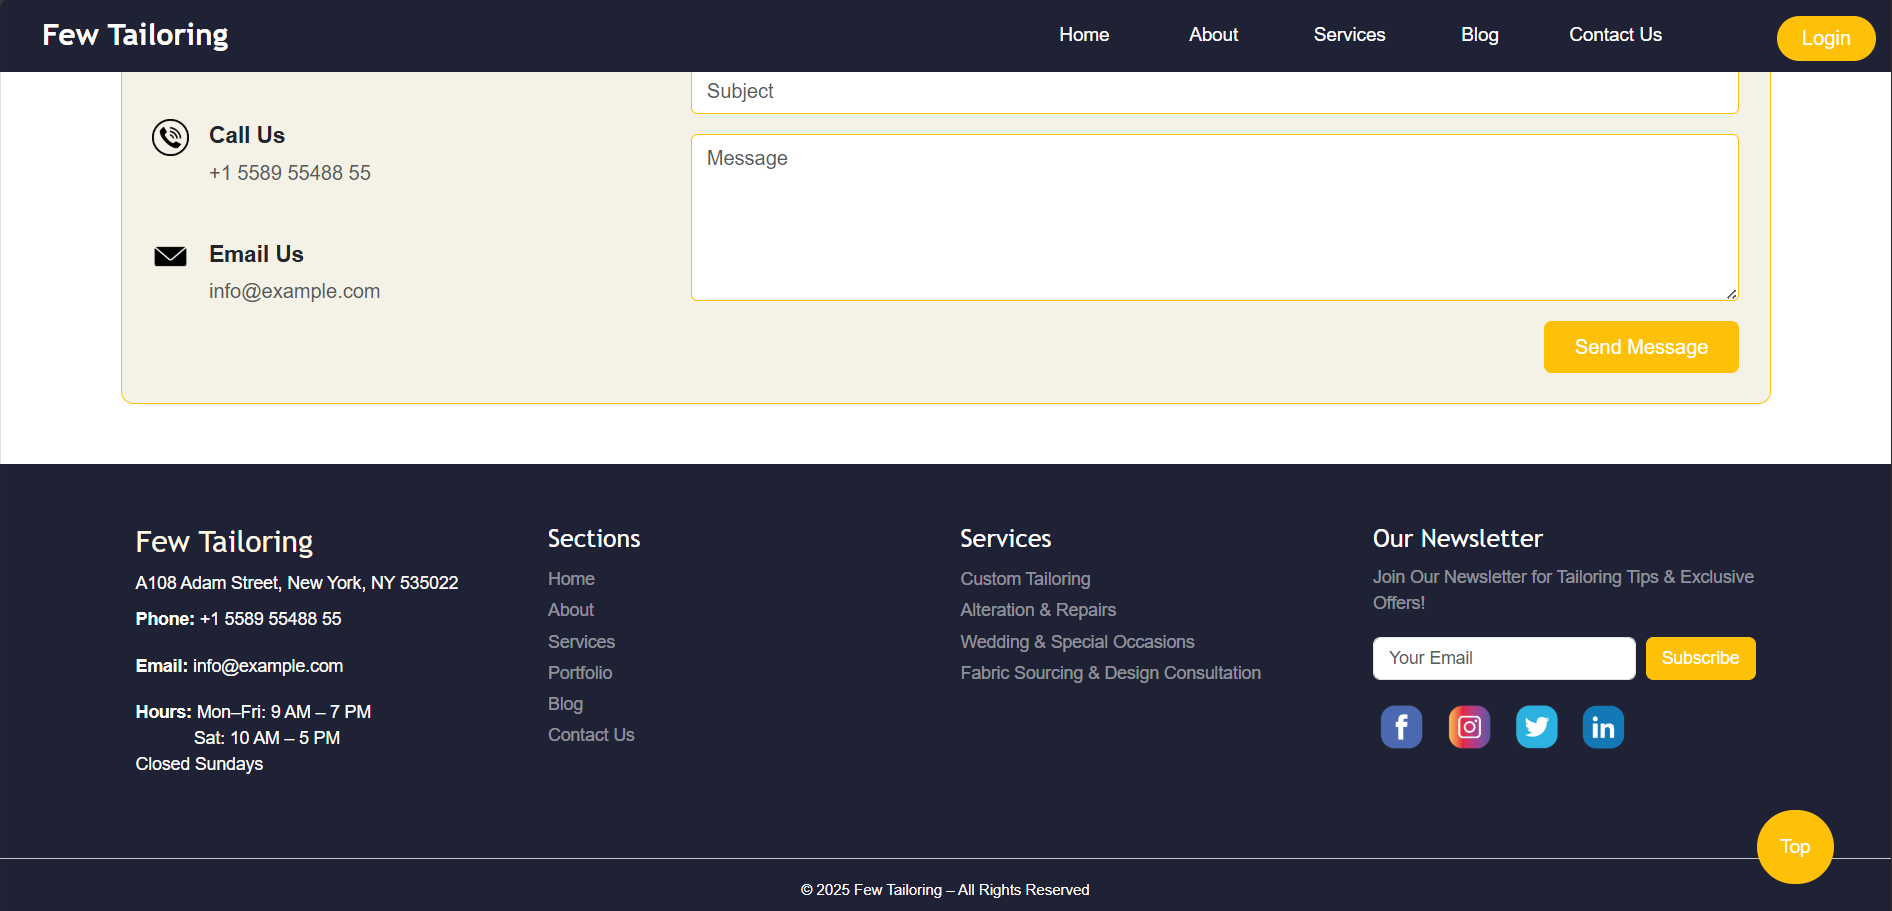 Few Tailoring
Home
About
Services
Blog
Contact Us
Login
Subject
Call Us
+1 5589 55488 55
Message
Email Us
info@example.com
Send Message
Few Tailoring
A108 Adam Street, New York, NY 535022
Phone: +1 5589 55488 55
Email: info@example.com
Hours: Mon–Fri: 9 AM – 7 PM
Sat: 10 AM – 5 PM
Closed Sundays
Sections
Home
About
Services
Portfolio
Blog
Contact Us
Services
Custom Tailoring
Alteration & Repairs
Wedding & Special Occasions
Fabric Sourcing & Design Consultation
Our Newsletter
Join Our Newsletter for Tailoring Tips & Exclusive
Offers!
Your Email
Subscribe
Top
© 2025 Few Tailoring – All Rights Reserved